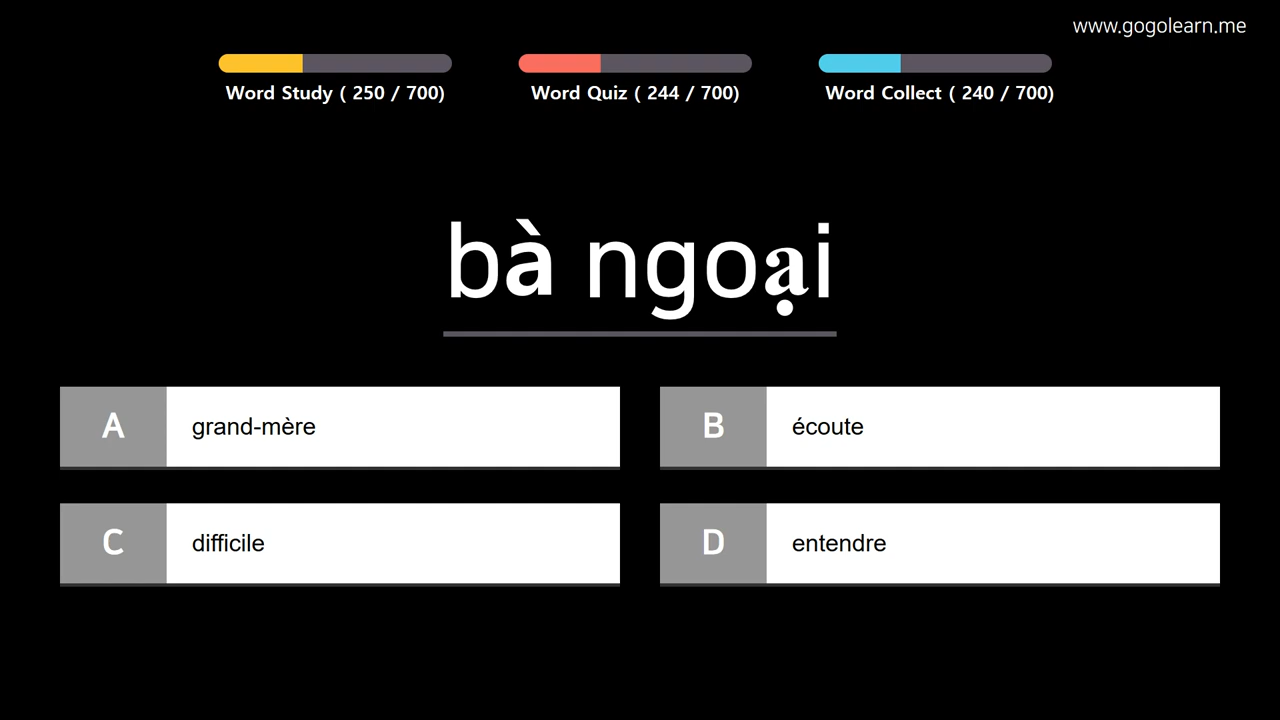 www.gogolearn.me
Word Study ( 250 / 700)
Word Quiz ( 244 / 700)
Word Collect ( 240 / 700)
bà ngoại
A grand-mère
B écoute
C difficile
D entendre